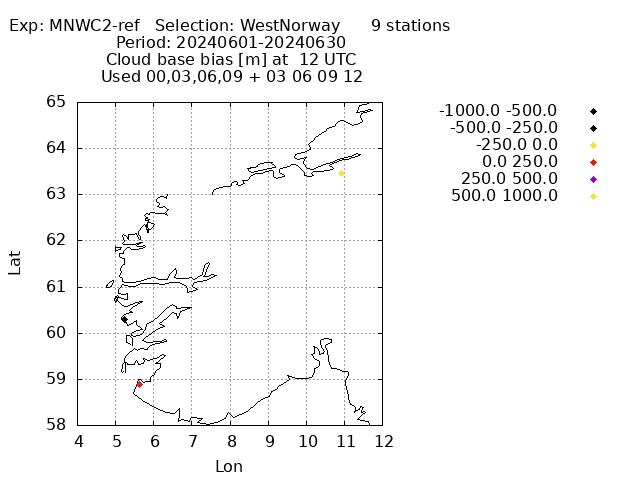 Exp: MNWC2-ref   Selection: WestNorway      9 stations
Period: 20240601-20240630
Cloud base bias [m] at  12 UTC
Used 00,03,06,09 + 03 06 09 12
-1000.0 -500.0
-500.0 -250.0
-250.0 0.0
0.0 250.0
250.0 500.0
500.0 1000.0
65
64
63
62
61
60
59
58
Lat
4 5 6 7 8 9 10 11 12
Lon